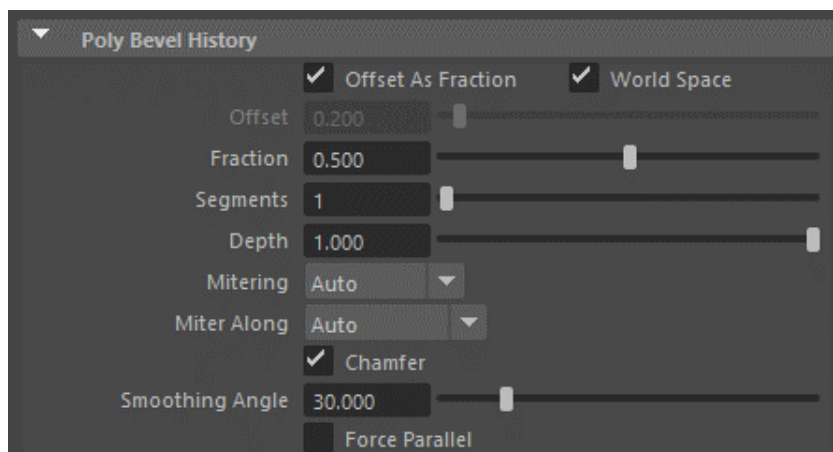 Poly Bevel History
Offset As Fraction World Space
Offset 0.200
Fraction 0.500
Segments 1
Depth 1.000
Mitering Auto
Miter Along Auto
Chamfer
Smoothing Angle 30.000
Force Parallel